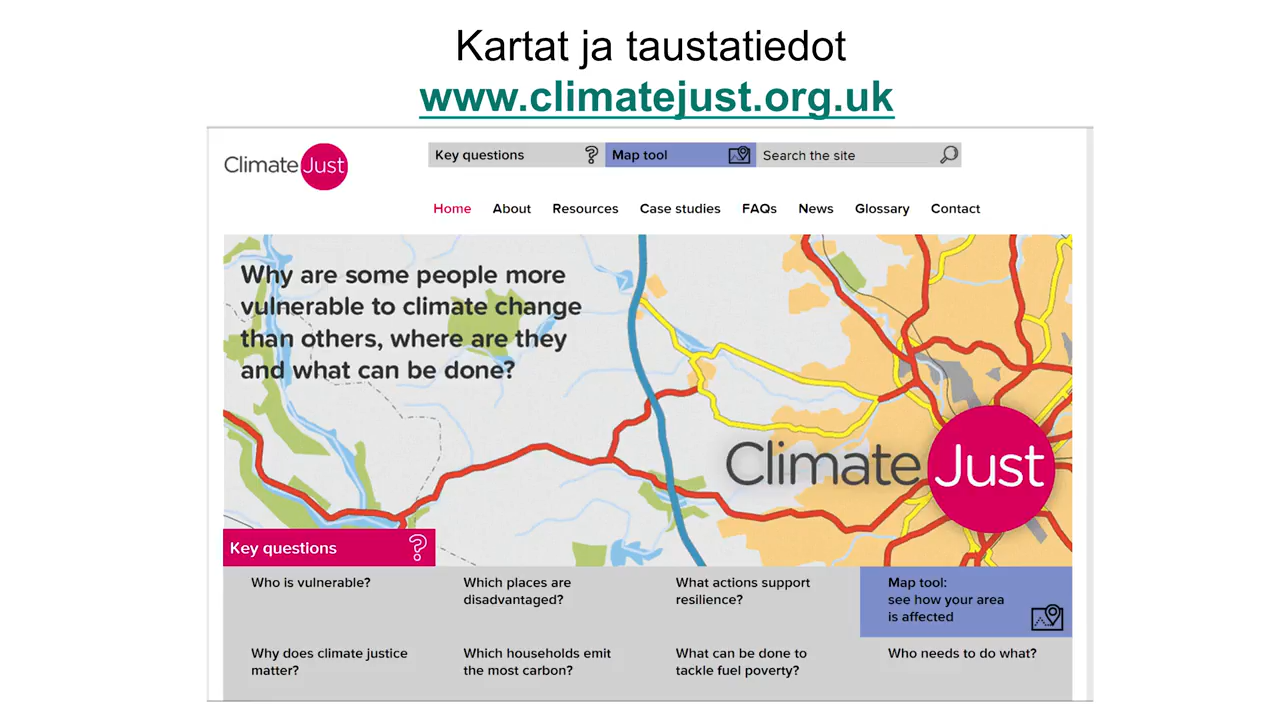 Kartat ja taustatiedot
www.climatejust.org.uk
Climate Just
Key questions
Map tool
Search the site
Home About Resources Case studies FAQs News Glossary Contact
Why are some people more
vulnerable to climate change
than others, where are they
and what can be done?
Climate Just
Key questions
Who is vulnerable?
Which places are
disadvantaged?
What actions support
resilience?
Map tool:
see how your area
is affected
Why does climate justice
matter?
Which households emit
the most carbon?
What can be done to
tackle fuel poverty?
Who needs to do what?